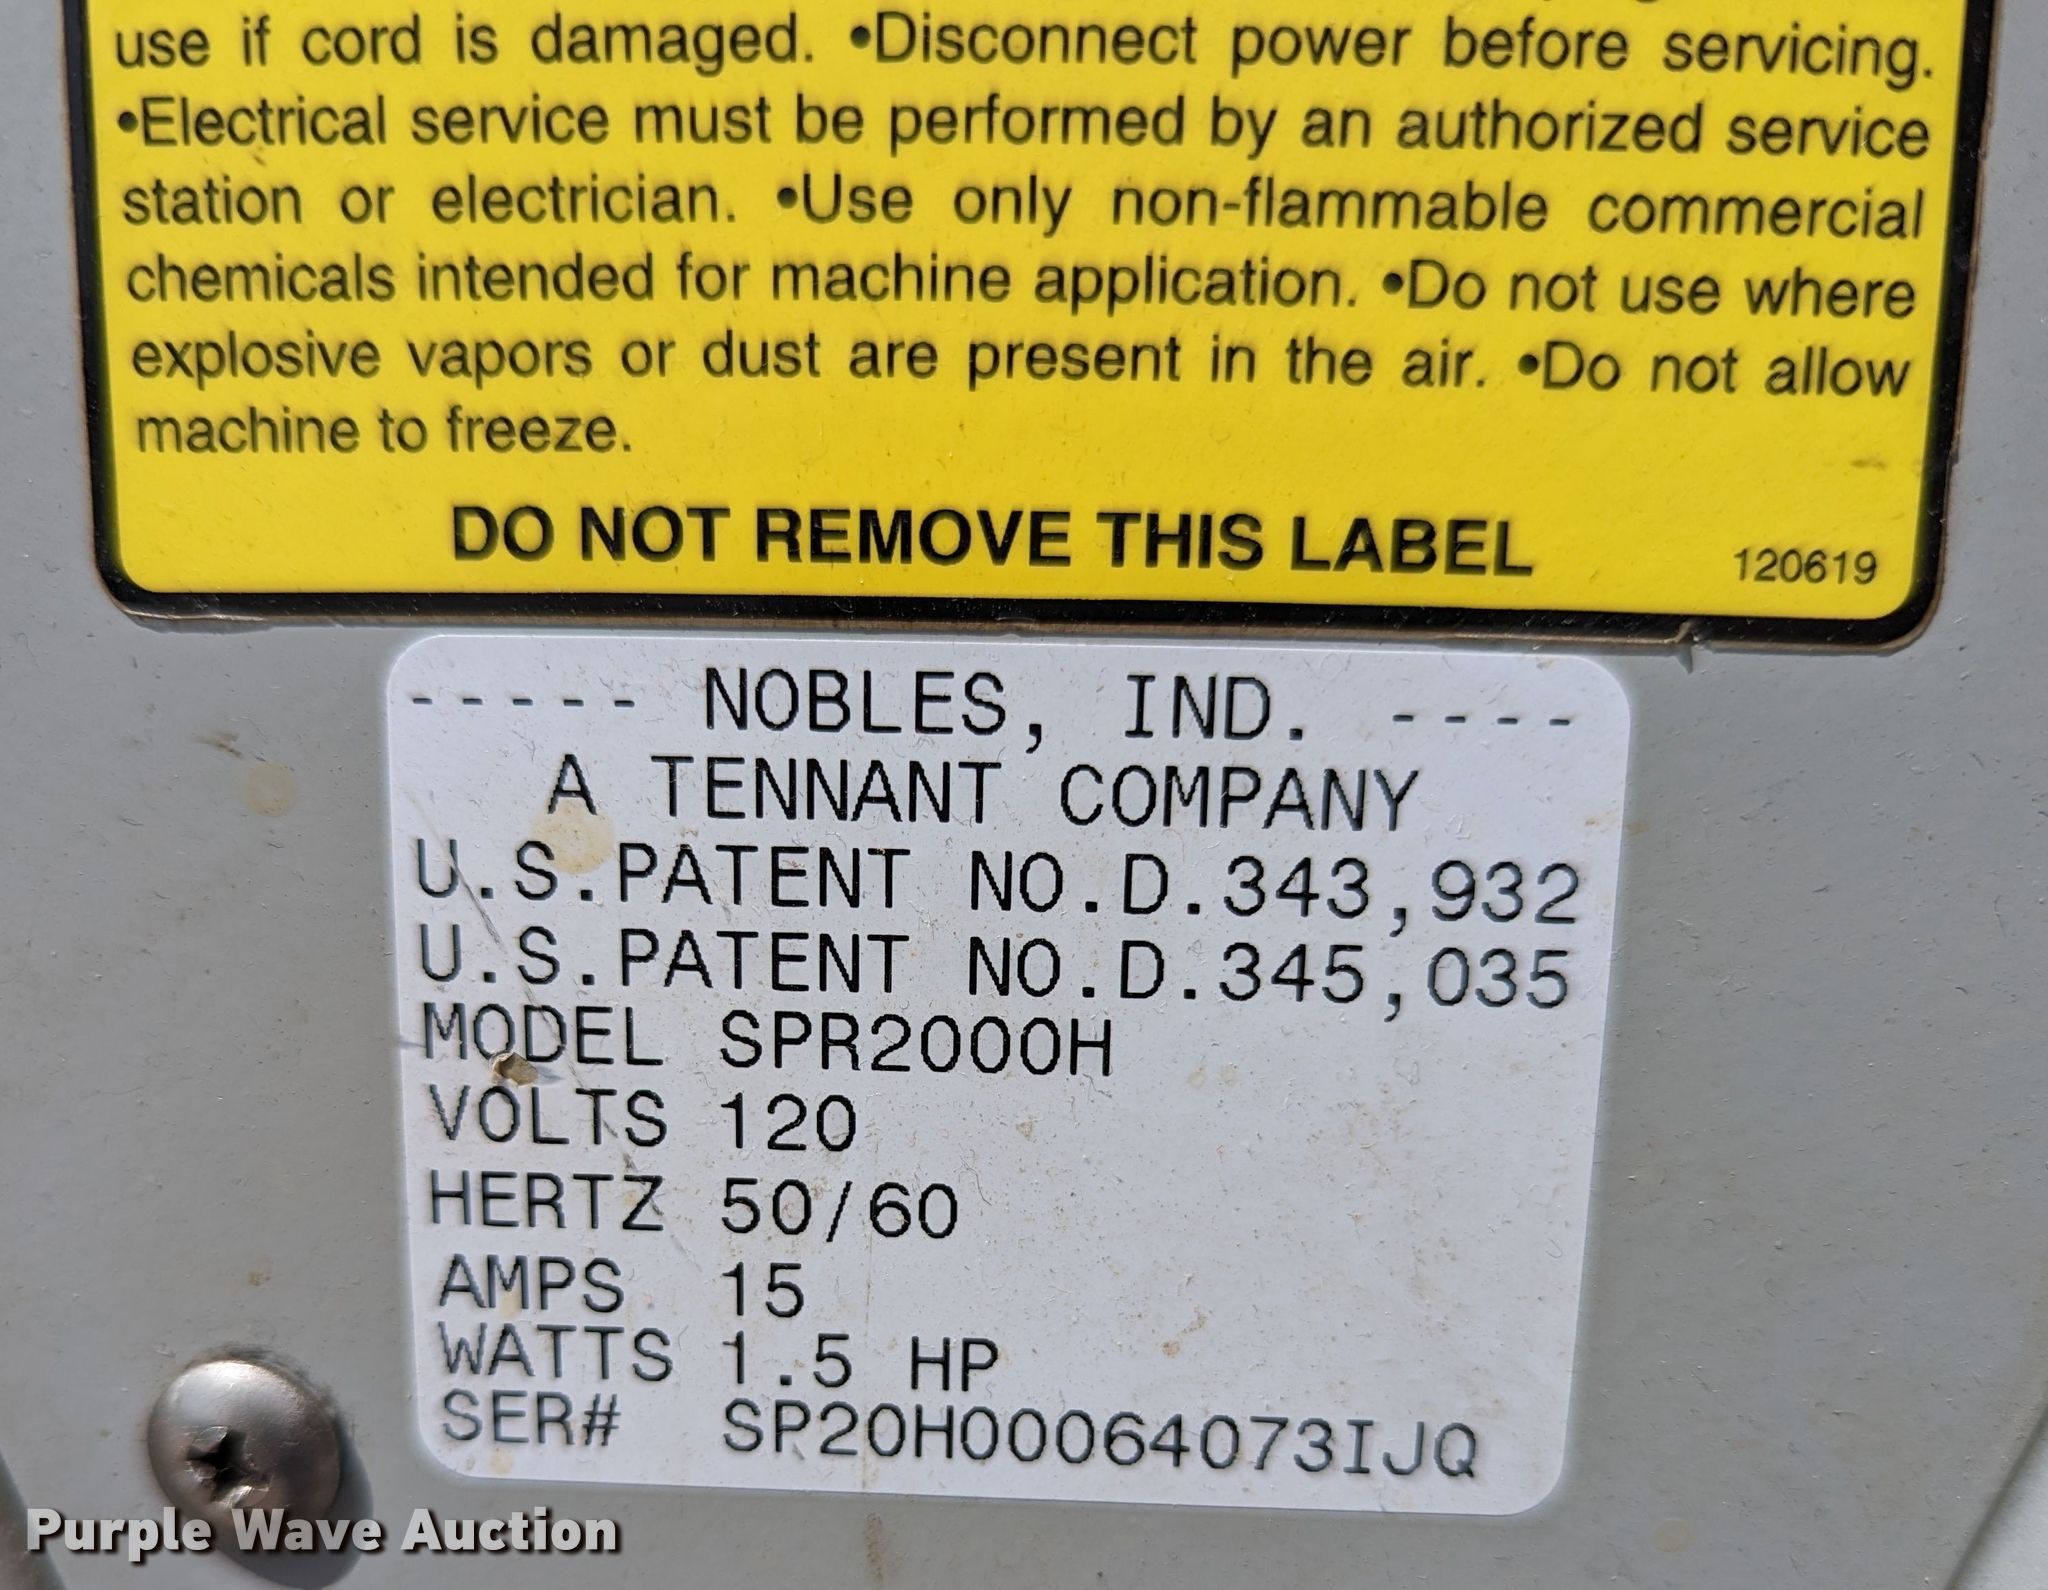 use if cord is damaged. •Disconnect power before servicing.
•Electrical service must be performed by an authorized service
station or electrician. •Use only non-flammable commercial
chemicals intended for machine application. •Do not use where
explosive vapors or dust are present in the air. •Do not allow
machine to freeze.
DO NOT REMOVE THIS LABEL 120619
- - - - - NOBLES, IND. - - - -
A TENNANT COMPANY
U.S.PATENT NO.D.343,932
U.S.PATENT NO.D.345,035
MODEL SPR2000H
VOLTS 120
HERTZ 50/60
AMPS 15
WATTS 1.5 HP
SER# SP20H00064073IJQ
Purple Wave Auction